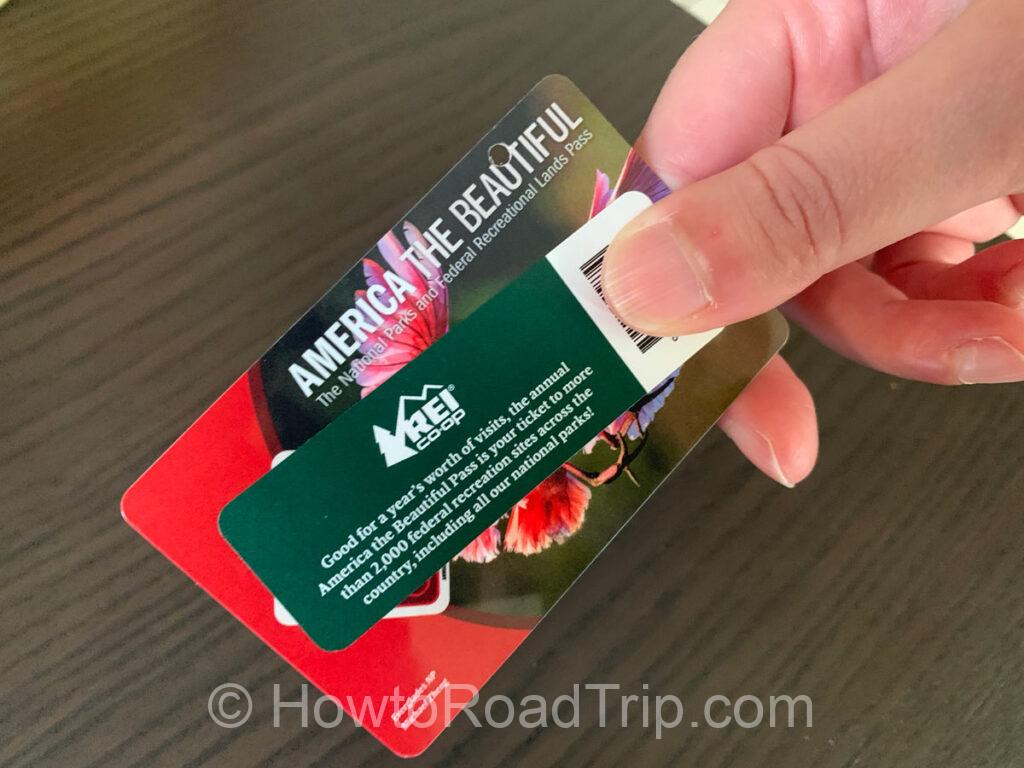 AMERICA THE BEAUTIFUL
The National Parks and Federal Recreational Lands Pass
REI
CO·OP
Good for a year's worth of visits, the annual
America the Beautiful Pass is your ticket to more
than 2,000 federal recreation sites across the
country, including all our national parks!
© HowtoRoadTrip.com